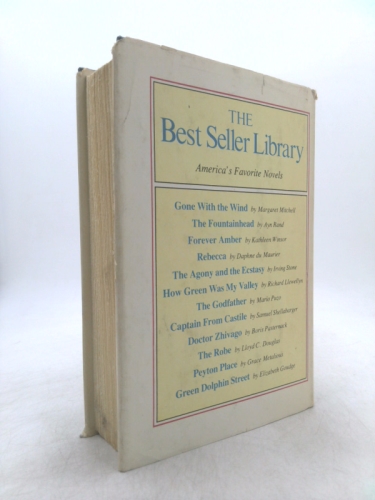 THE
Best Seller Library
America's Favorite Novels
Gone With the Wind by Margaret Mitchell
The Fountainhead by Ayn Rand
Forever Amber by Kathleen Winsor
Rebecca by Daphne du Maurier
The Agony and the Ecstasy by Irving Stone
How Green Was My Valley by Richard Llewellyn
The Godfather by Mario Puzo
Captain From Castile by Samuel Shellabarger
Doctor Zhivago by Boris Pasternack
The Robe by Lloyd C. Douglas
Peyton Place by Grace Metalious
Green Dolphin Street by Elizabeth Goudge